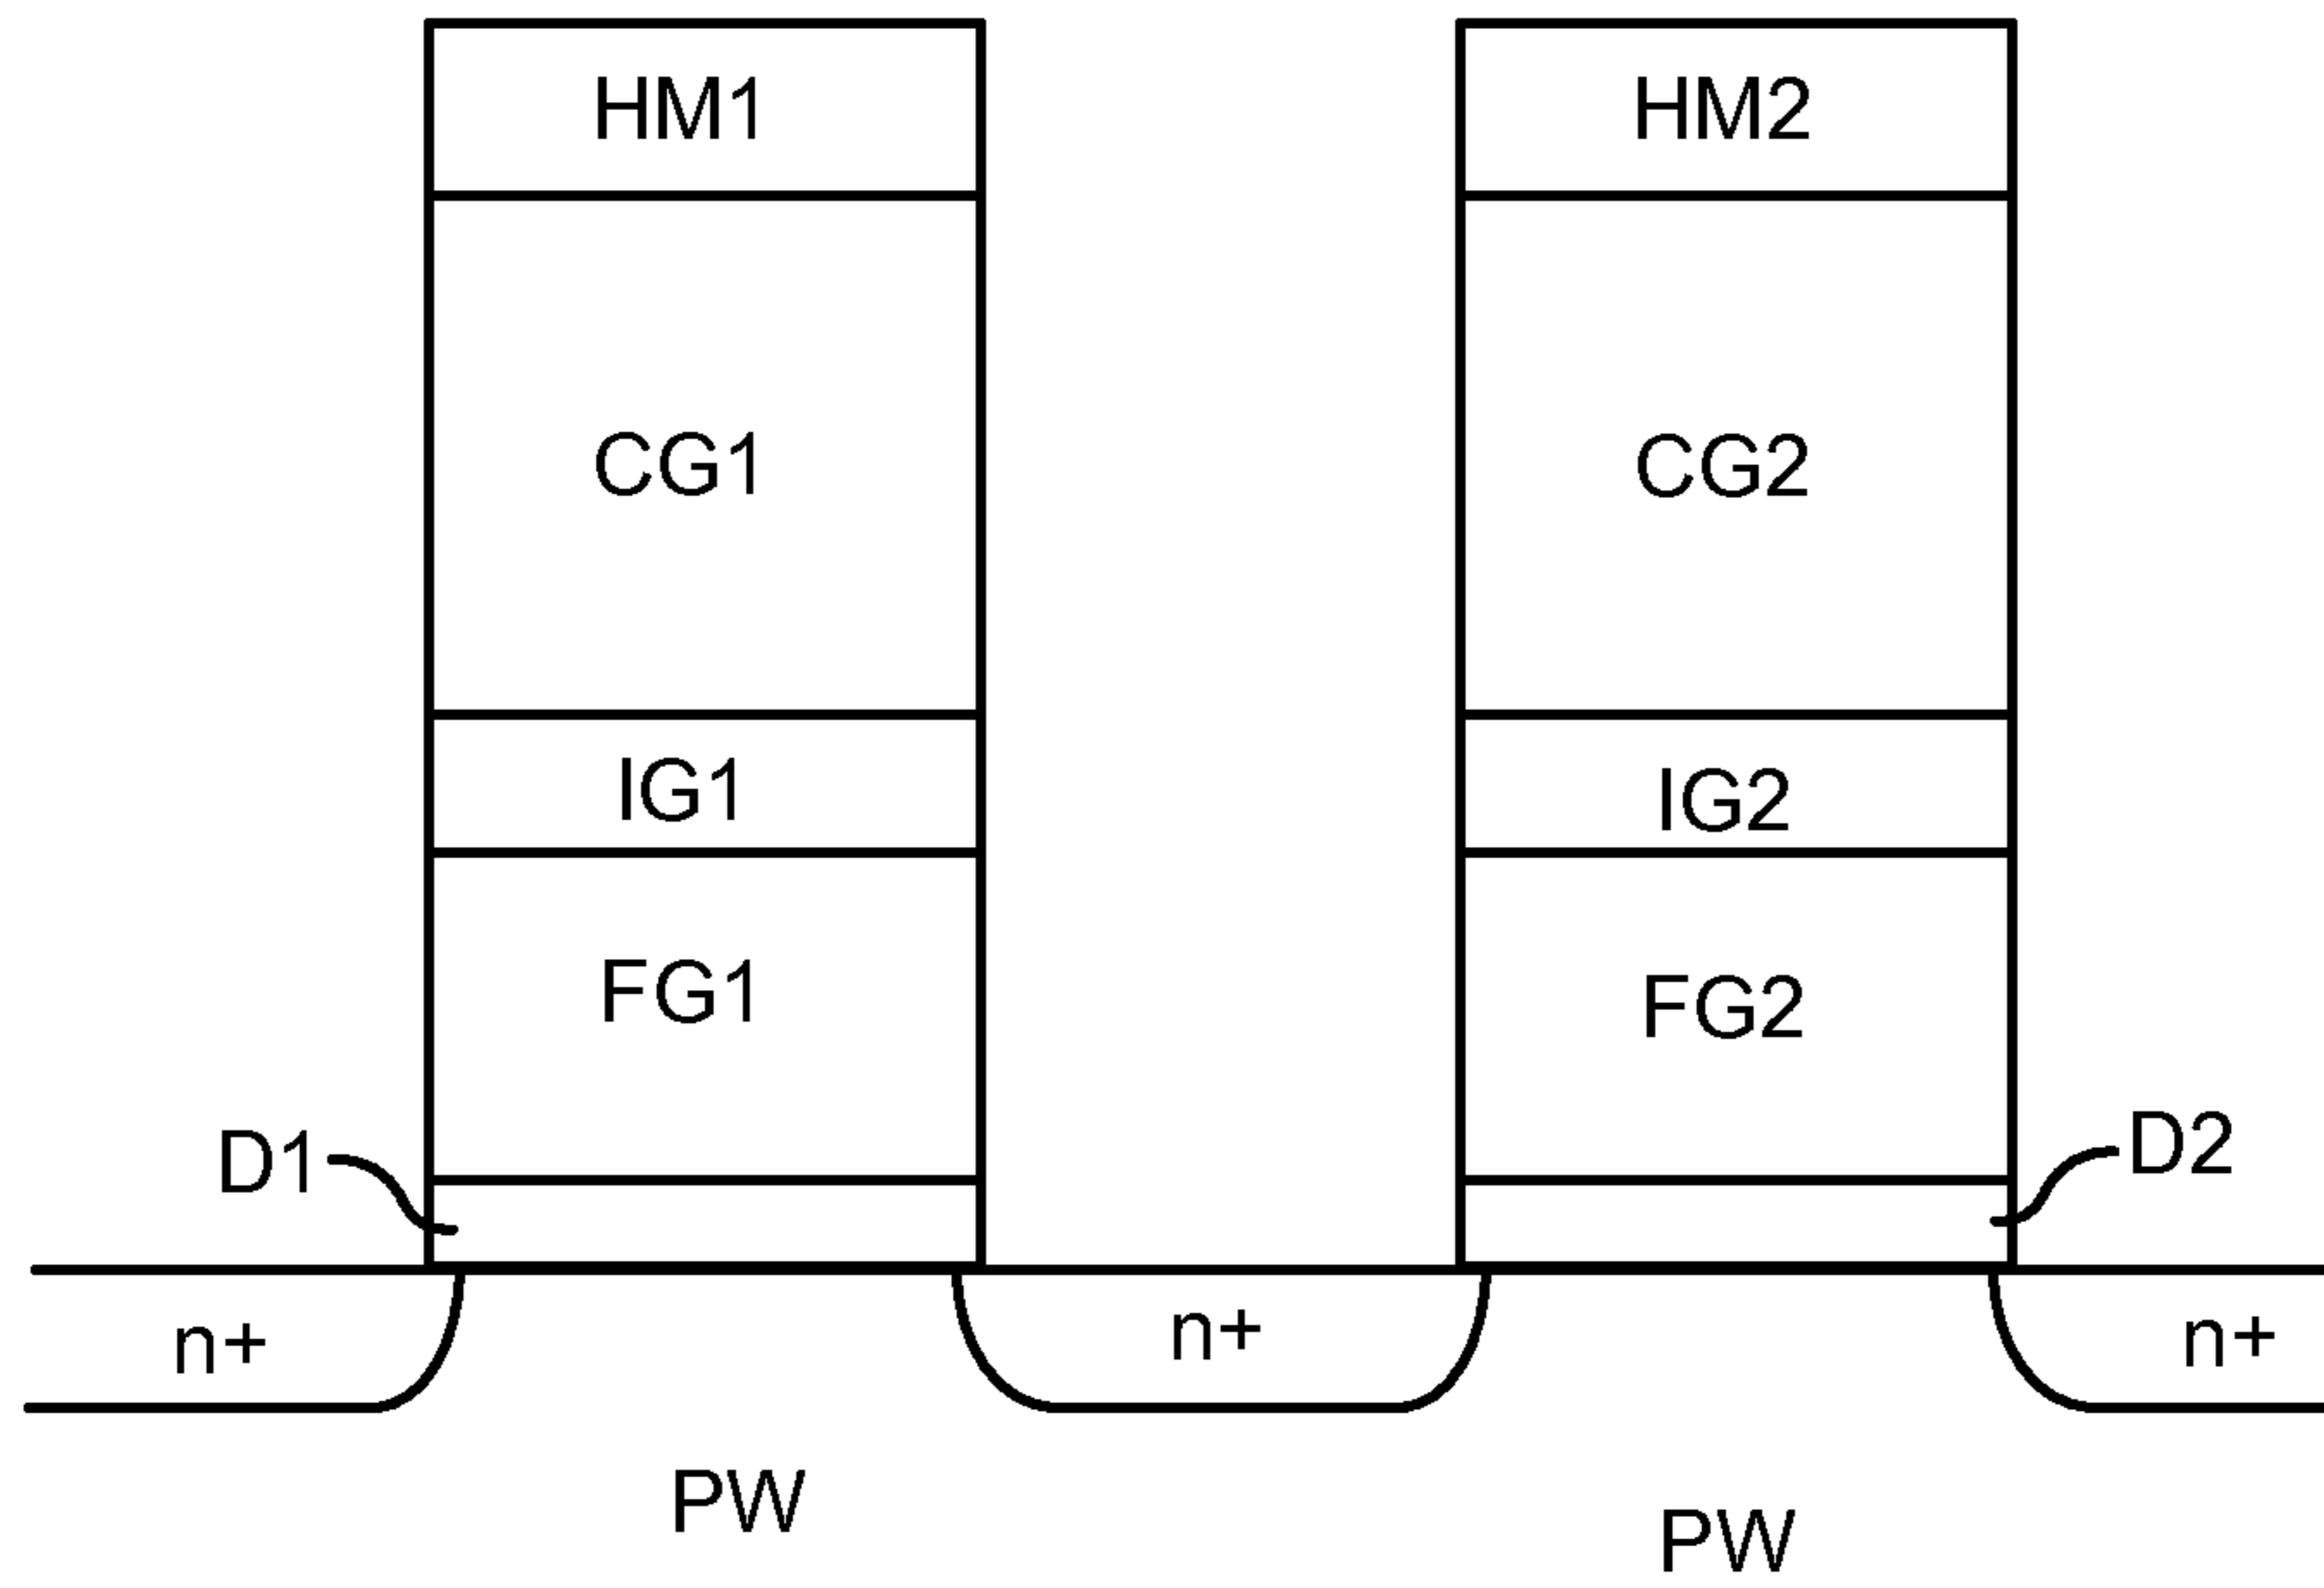 HM1 HM2
CG1 CG2
IG1 IG2
FG1 FG2
D1 D2
n+ n+ n+
PW PW